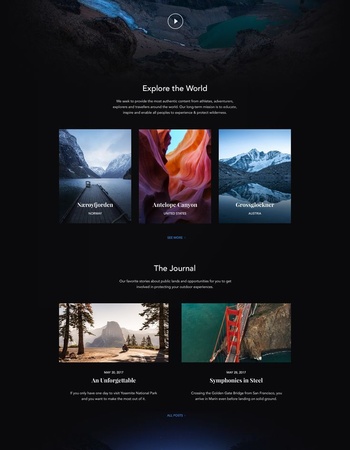 Explore the World
We seek to provide the most authentic content from athletes, adventurers,
explorers and travellers around the world. Our long-term mission is to educate,
inspire and enable all peoples to experience & protect wilderness.
Nærøyfjorden
NORWAY
Antelope Canyon
UNITED STATES
Grossglockner
AUSTRIA
SEE MORE
The Journal
Our favorite stories about public lands and opportunities for you to get
involved in protecting your outdoor experiences.
MAY 30, 2017
An Unforgettable
If you only have one day to visit Yosemite National Park
and you want to make the most out of it.
MAY 28, 2017
Symphonies in Steel
Crossing the Golden Gate Bridge from San Francisco, you
arrive in Marin even before landing on solid ground.
ALL POSTS